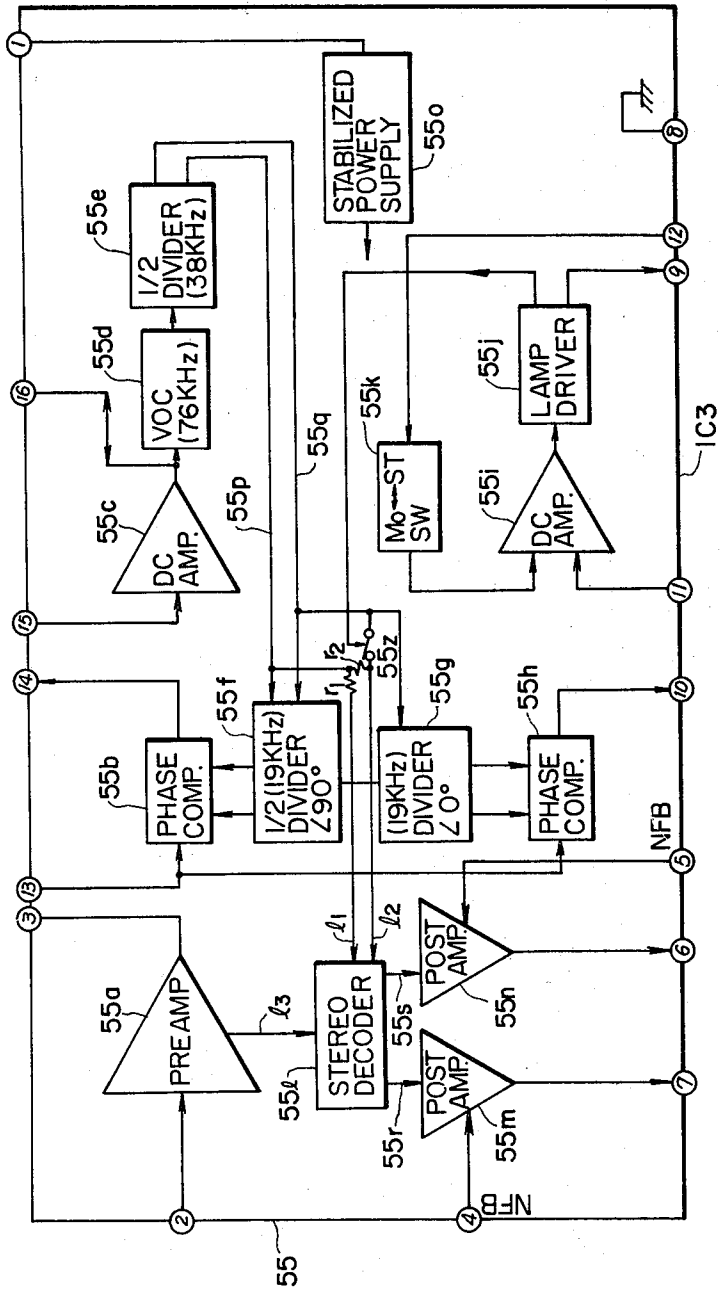 3
13
14
15
16
1
55a
PREAMP
55b
PHASE
COMP.
55c
DC
AMP.
55d
VOC
(76KHz)
55e
1/2
DIVIDER
(38KHz)
2
l3
55f
1/2(19KHz)
DIVIDER
∠90°
55p
55q
STABILIZED
POWER
SUPPLY
55o
55
l1
l2
r1
r2
55z
STEREO
DECODER
55l
(19KHz)
DIVIDER
∠0°
55g
55k
Mo↔ST
SW
55r
55s
4
NFB
POST
AMP.
55m
POST
AMP.
55n
PHASE
COMP.
55h
DC
AMP.
55i
LAMP
DRIVER
55j
NFB
7
6
5
10
11
9
12
8
IC3